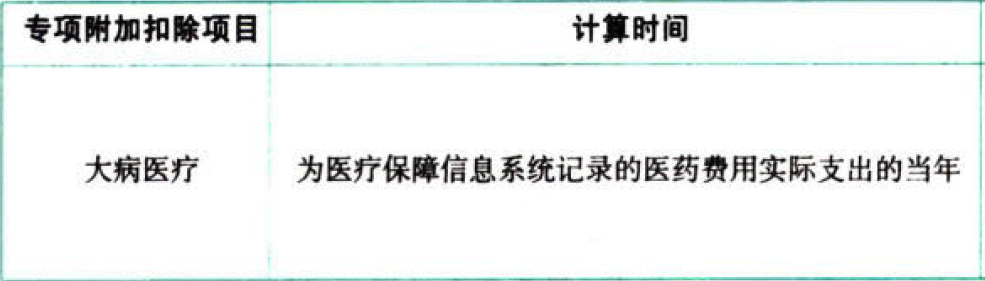 专项附加扣除项目 计算时间
大病医疗 为医疗保障信息系统记录的医药费用实际支出的当年